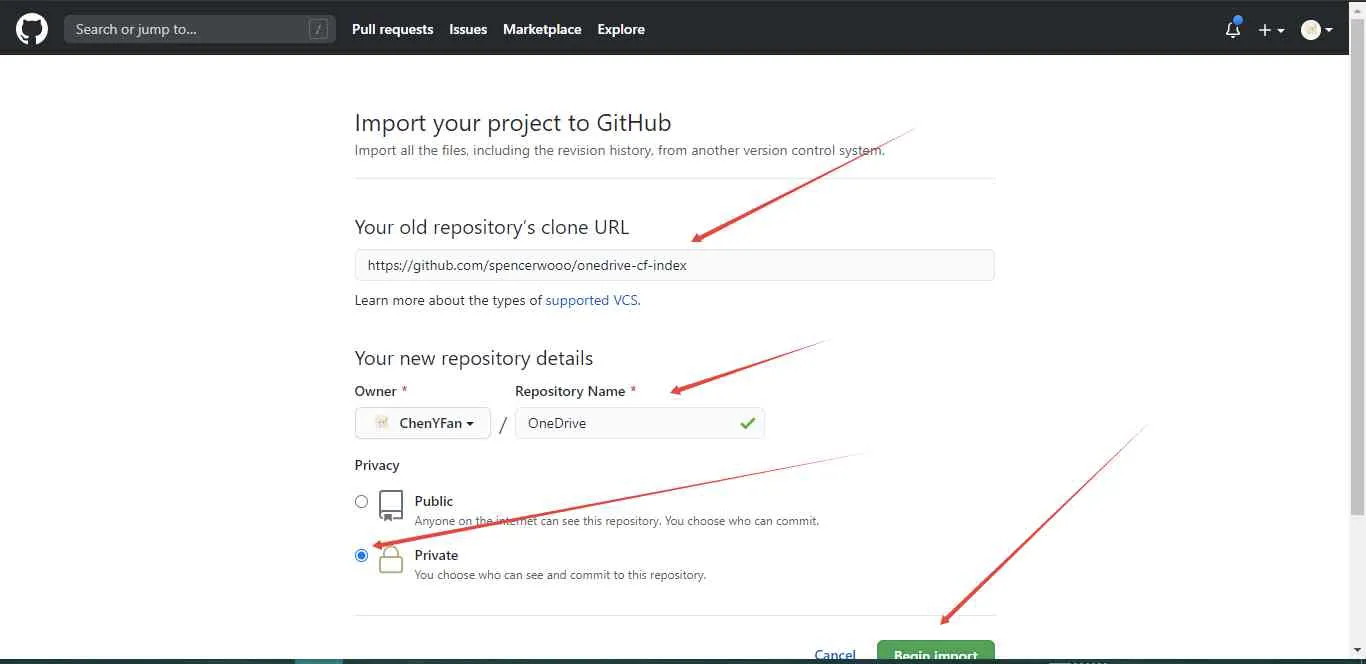 Search or jump to... / Pull requests Issues Marketplace Explore
Import your project to GitHub
Import all the files, including the revision history, from another version control system.
Your old repository's clone URL
https://github.com/spencerwooo/onedrive-cf-index
Learn more about the types of supported VCS.
Your new repository details
Owner * Repository Name *
ChenYFan / OneDrive
Privacy
Public
Anyone on the internet can see this repository. You choose who can commit.
Private
You choose who can see and commit to this repository.
Cancel Begin import